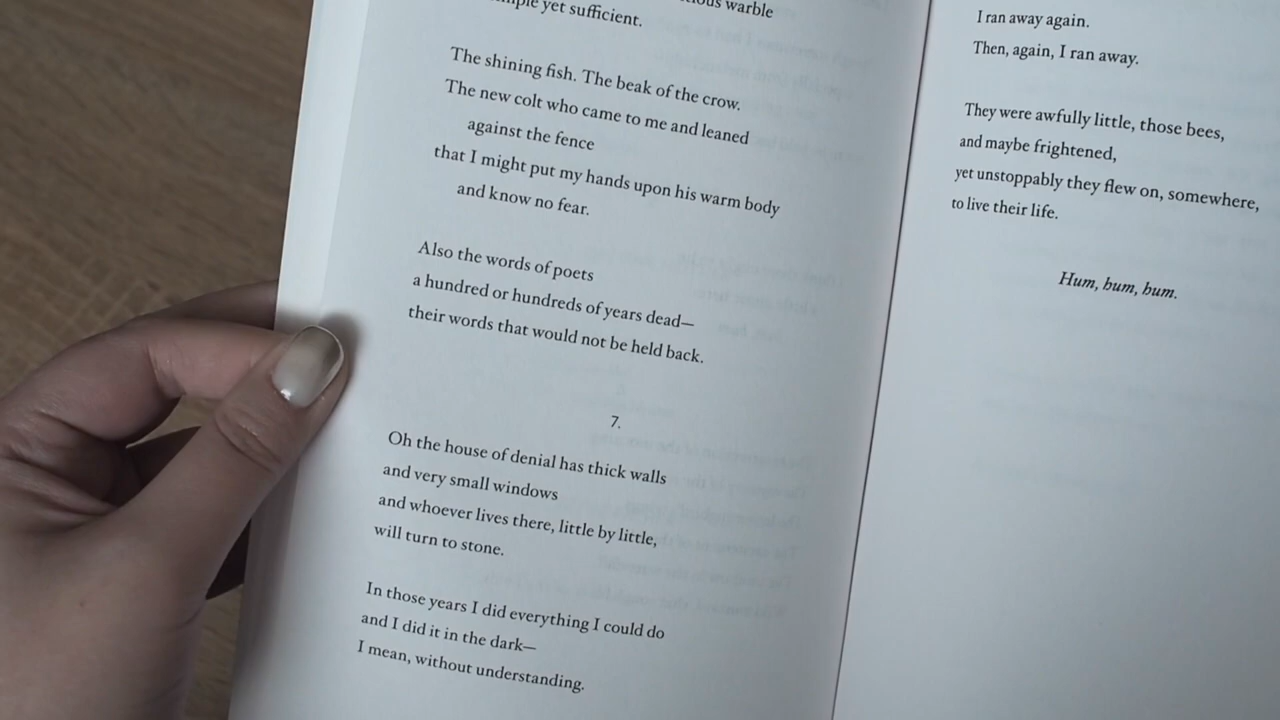 warble
yet sufficient.
The shining fish. The beak of the crow.
The new colt who came to me and leaned
against the fence
that I might put my hands upon his warm body
and know no fear.
Also the words of poets
a hundred or hundreds of years dead—
their words that would not be held back.
7.
Oh the house of denial has thick walls
and very small windows
and whoever lives there, little by little,
will turn to stone.
In those years I did everything I could do
and I did it in the dark—
I mean, without understanding.
I ran away again.
Then, again, I ran away.
They were awfully little, those bees,
and maybe frightened,
yet unstoppably they flew on, somewhere,
to live their life.
Hum, hum, hum.